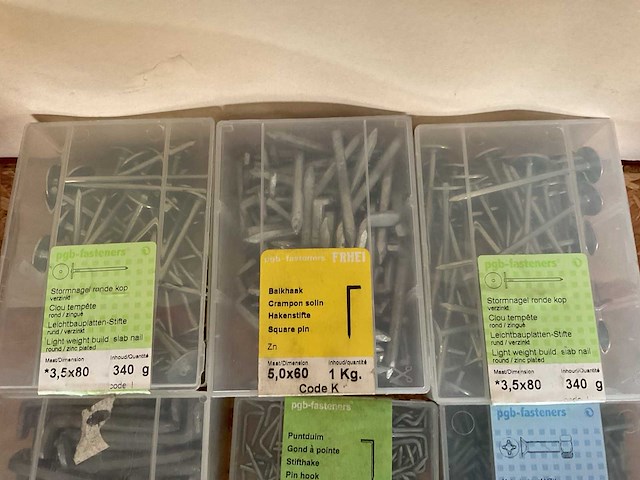 pgb-fasteners
Stormnagel ronde kop
verzinkt
Clou tempête
rond / zingué
Leichtbauplatten-Stifte
rund / verzinkt
Light weight build. slab nail
round / zinc plated
Maat/Dimension Inhoud/Quantité
*3,5x80 340 g
code
pgb-fasteners
Balkhaak
Crampon solin
Hakenstifte
Square pin
Zn
Maat/Dimension Inhoud/Quantité
5,0x60 1 Kg.
Code K
pgb-fasteners
Stormnagel ronde kop
verzinkt
Clou tempête
rond / zingué
Leichtbauplatten-Stifte
rund / verzinkt
Light weight build. slab nail
round / zinc plated
Maat/Dimension Inhoud/Quantité
*3,5x80 340 g
pgb-fasteners
Puntduim
Gond à pointe
Stifthake
Pin hook
pgb-fasteners